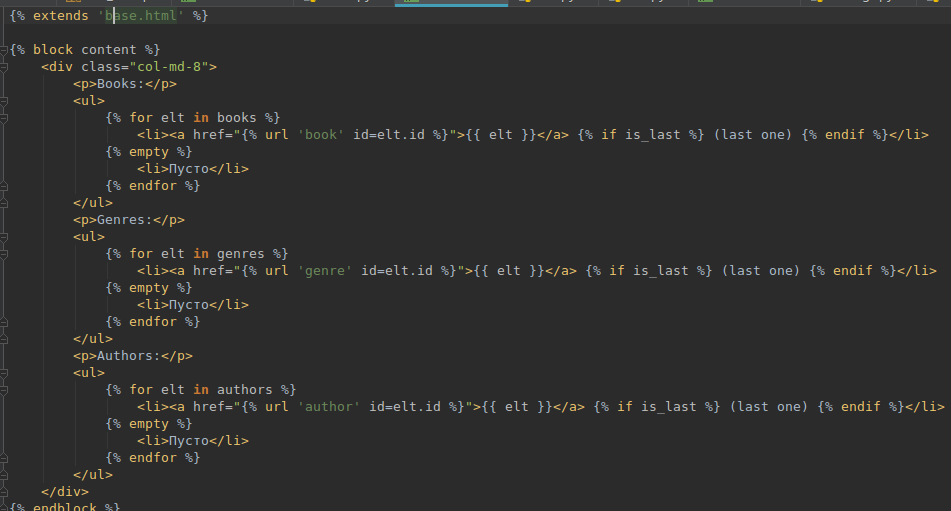 {% extends 'base.html' %}
{% block content %}
<div class="col-md-8">
<p>Books:</p>
<ul>
{% for elt in books %}
<li><a href="{% url 'book' id=elt.id %}">{{ elt }}</a> {% if is_last %} (last one) {% endif %}</li>
{% empty %}
<li>Пусто</li>
{% endfor %}
</ul>
<p>Genres:</p>
<ul>
{% for elt in genres %}
<li><a href="{% url 'genre' id=elt.id %}">{{ elt }}</a> {% if is_last %} (last one) {% endif %}</li>
{% empty %}
<li>Пусто</li>
{% endfor %}
</ul>
<p>Authors:</p>
<ul>
{% for elt in authors %}
<li><a href="{% url 'author' id=elt.id %}">{{ elt }}</a> {% if is_last %} (last one) {% endif %}</li>
{% empty %}
<li>Пусто</li>
{% endfor %}
</ul>
</div>
{% endblock %}